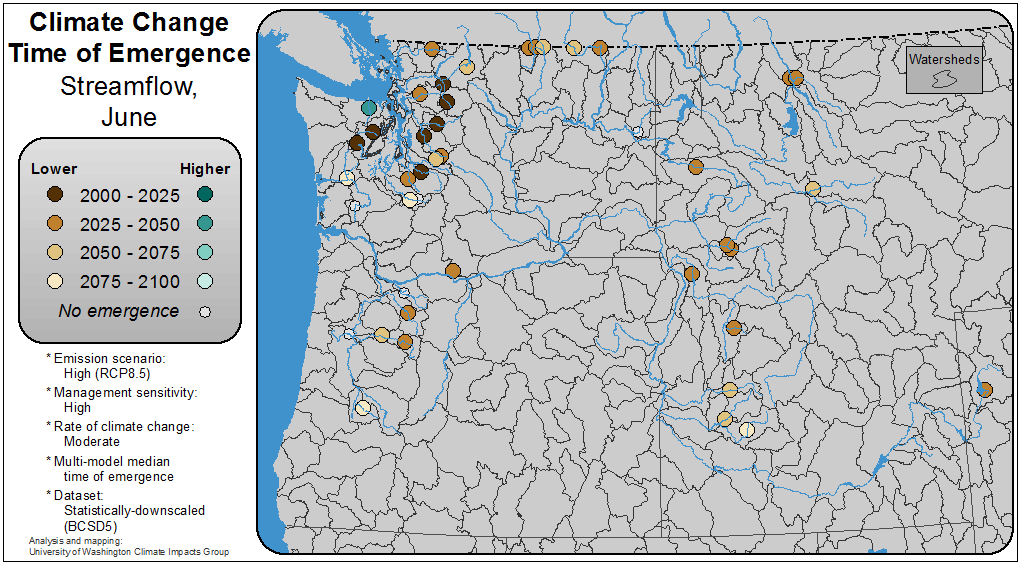 Climate Change
Time of Emergence
Streamflow,
June
Lower Higher
2000 - 2025
2025 - 2050
2050 - 2075
2075 - 2100
No emergence
* Emission scenario:
High (RCP8.5)
* Management sensitivity:
High
* Rate of climate change:
Moderate
* Multi-model median
time of emergence
* Dataset:
Statistically-downscaled
(BCSD5)
Analysis and mapping:
University of Washington Climate Impacts Group
Watersheds